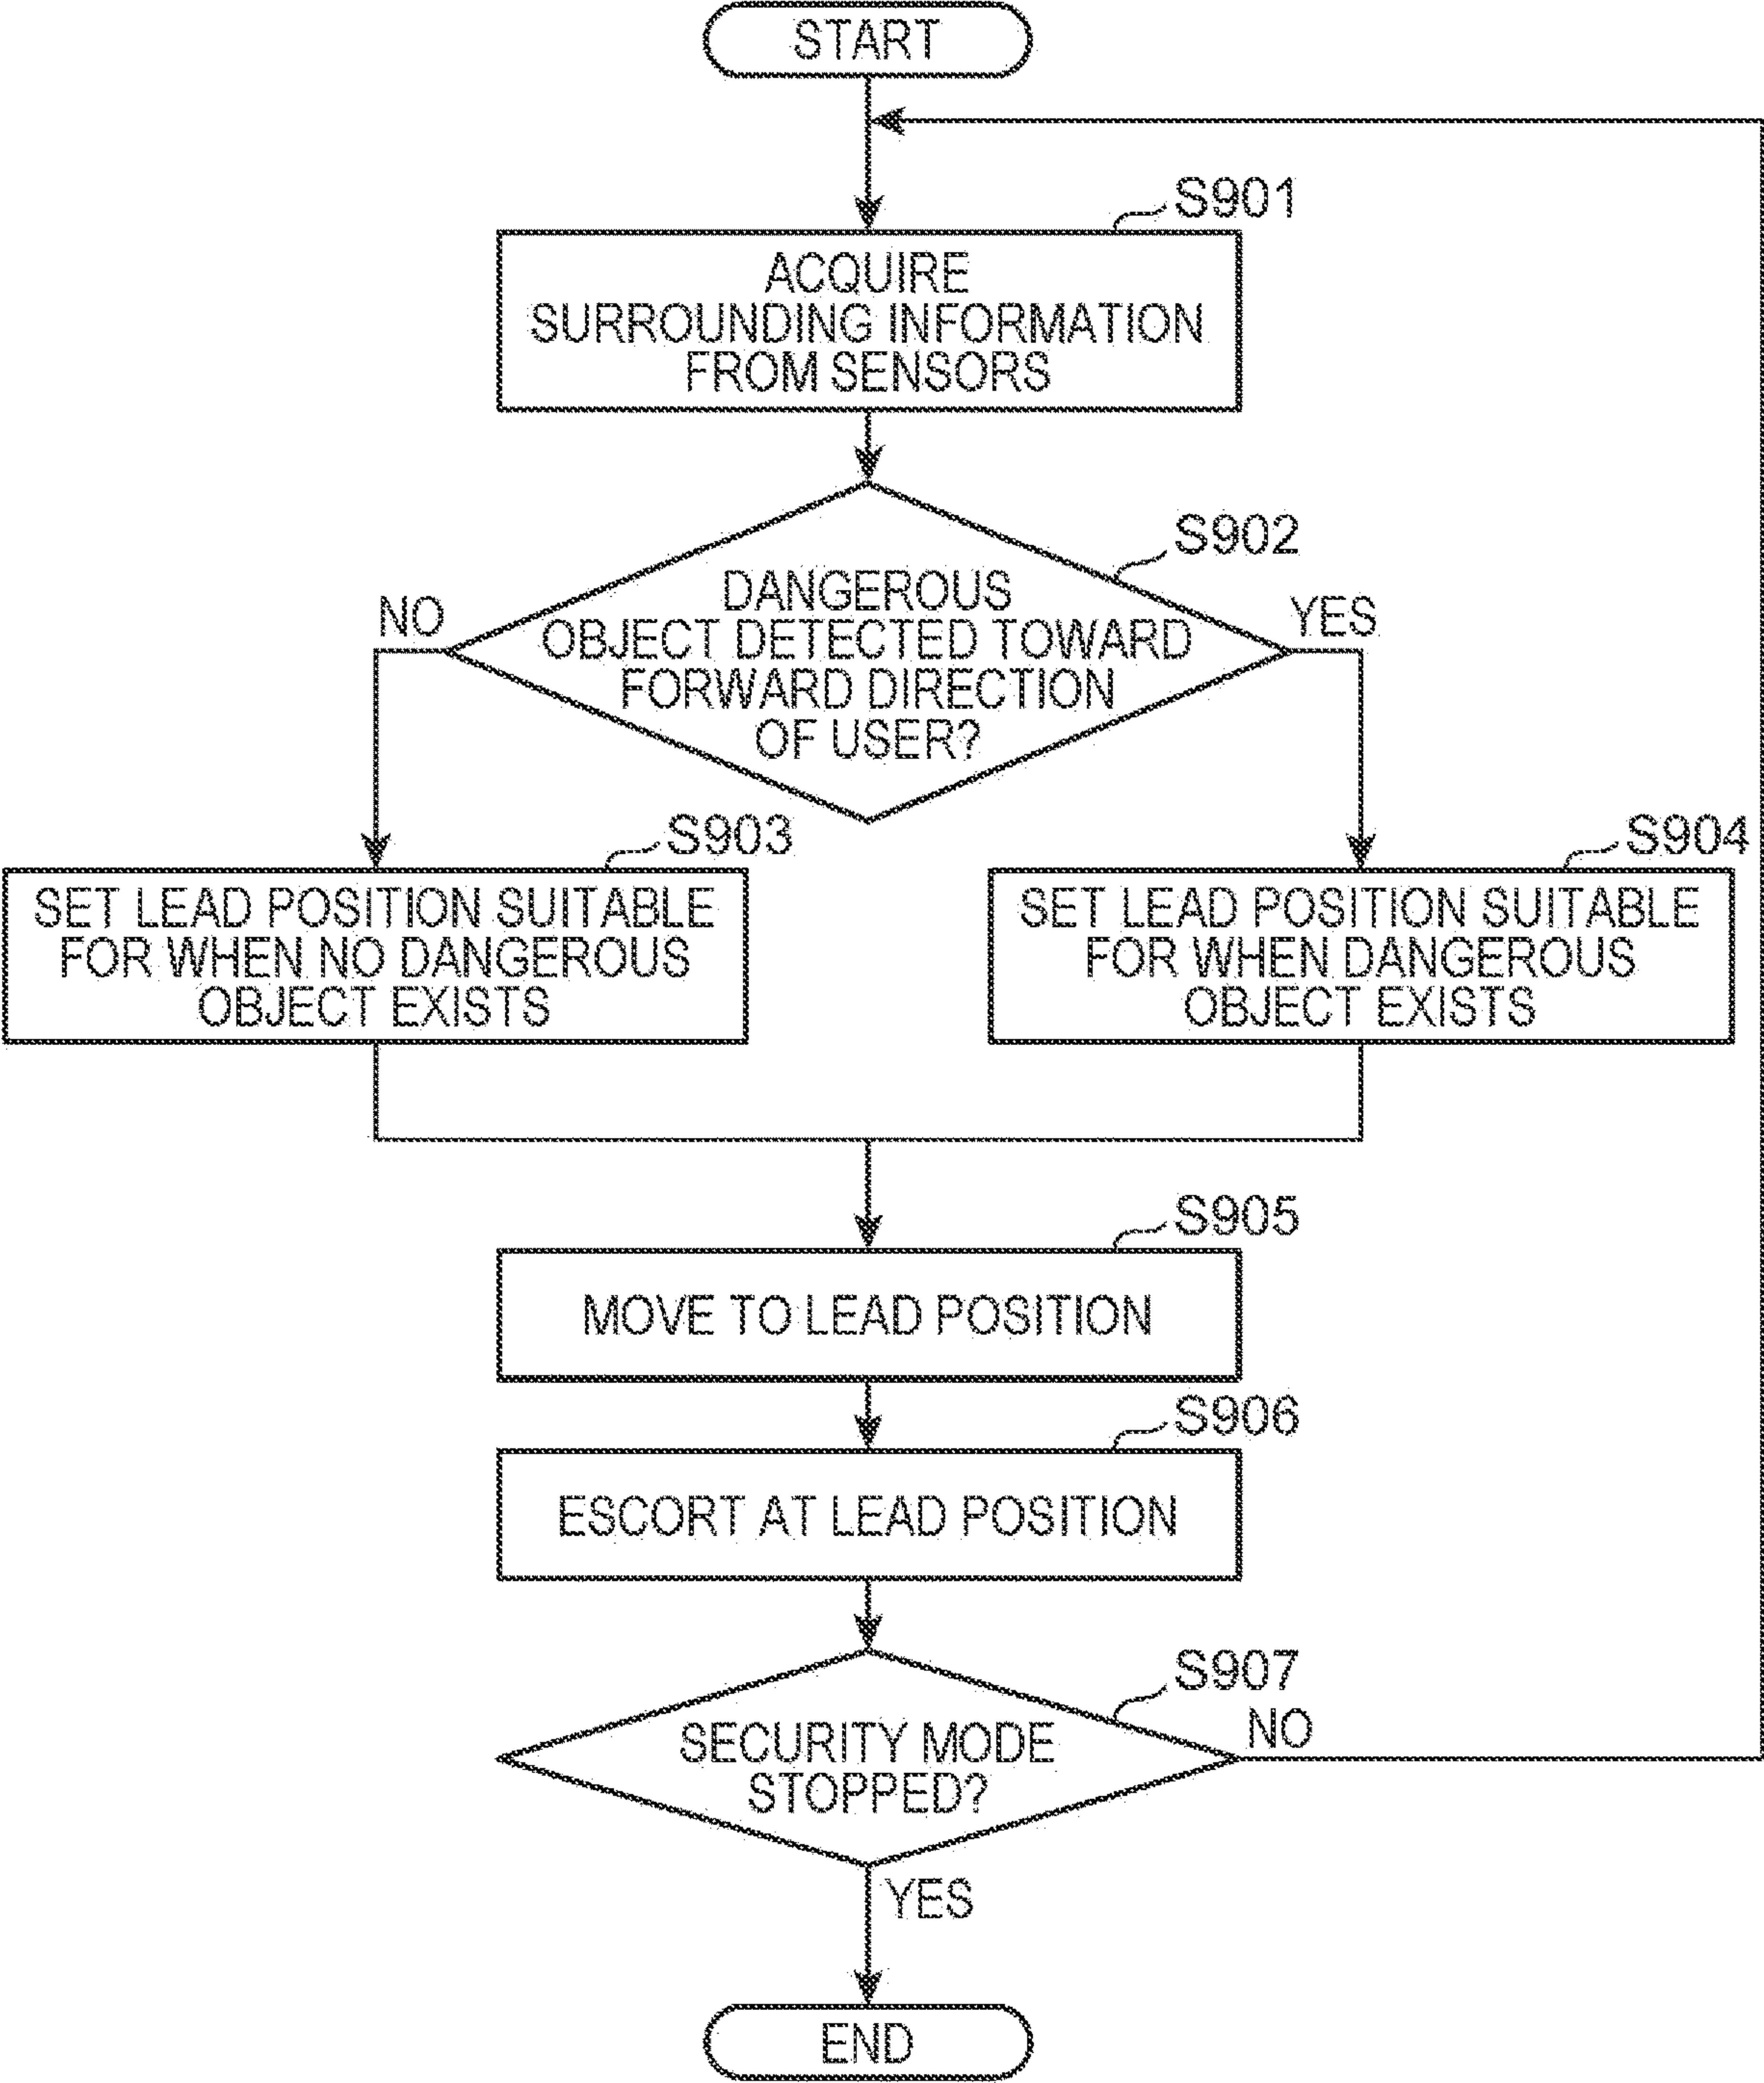 START
S901
ACQUIRE
SURROUNDING INFORMATION
FROM SENSORS
S902
DANGEROUS
OBJECT DETECTED TOWARD
FORWARD DIRECTION
OF USER?
NO
YES
S903
SET LEAD POSITION SUITABLE
FOR WHEN NO DANGEROUS
OBJECT EXISTS
S904
SET LEAD POSITION SUITABLE
FOR WHEN DANGEROUS
OBJECT EXISTS
S905
MOVE TO LEAD POSITION
S906
ESCORT AT LEAD POSITION
S907
SECURITY MODE
STOPPED?
NO
YES
END